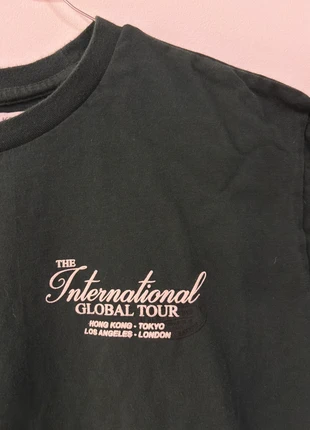 THE
International
GLOBAL TOUR
HONG KONG - TOKYO
LOS ANGELES - LONDON